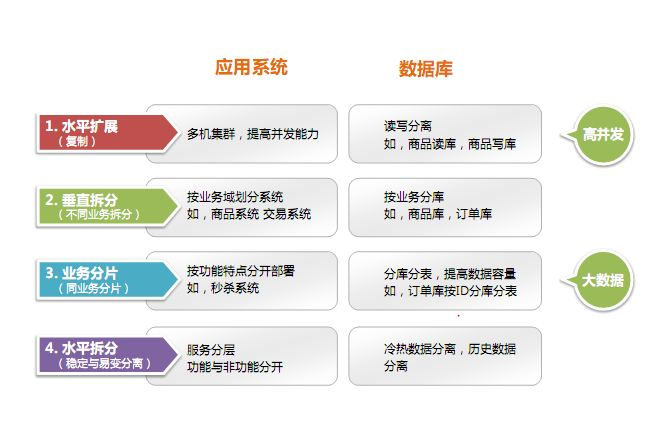 应用系统
数据库
1. 水平扩展
（复制）
多机集群，提高并发能力
读写分离
如，商品读库，商品写库
高并发
2. 垂直拆分
（不同业务拆分）
按业务域划分系统
如，商品系统 交易系统
按业务分库
如，商品库，订单库
3. 业务分片
（同业务分片）
按功能特点分开部署
如，秒杀系统
分库分表，提高数据容量
如，订单库按ID分库分表
大数据
4. 水平拆分
（稳定与易变分离）
服务分层
功能与非功能分开
冷热数据分离，历史数据
分离